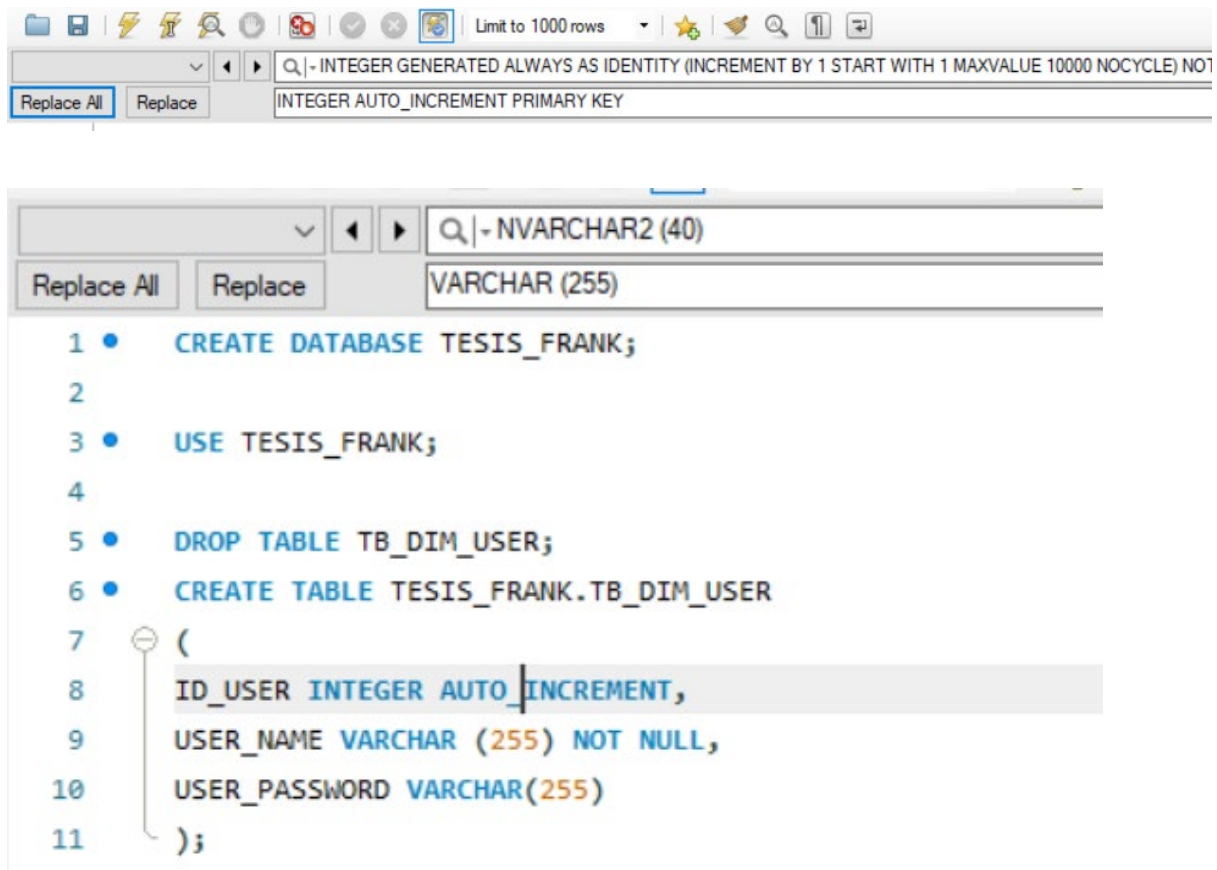 Limit to 1000 rows
INTEGER GENERATED ALWAYS AS IDENTITY (INCREMENT BY 1 START WITH 1 MAXVALUE 10000 NOCYCLE) NOT
Replace All Replace INTEGER AUTO_INCREMENT PRIMARY KEY
NVARCHAR2 (40)
Replace All Replace VARCHAR (255)
1 CREATE DATABASE TESIS_FRANK;
2
3 USE TESIS_FRANK;
4
5 DROP TABLE TB_DIM_USER;
6 CREATE TABLE TESIS_FRANK.TB_DIM_USER
7 (
8 ID_USER INTEGER AUTO_INCREMENT,
9 USER_NAME VARCHAR (255) NOT NULL,
10 USER_PASSWORD VARCHAR(255)
11 );